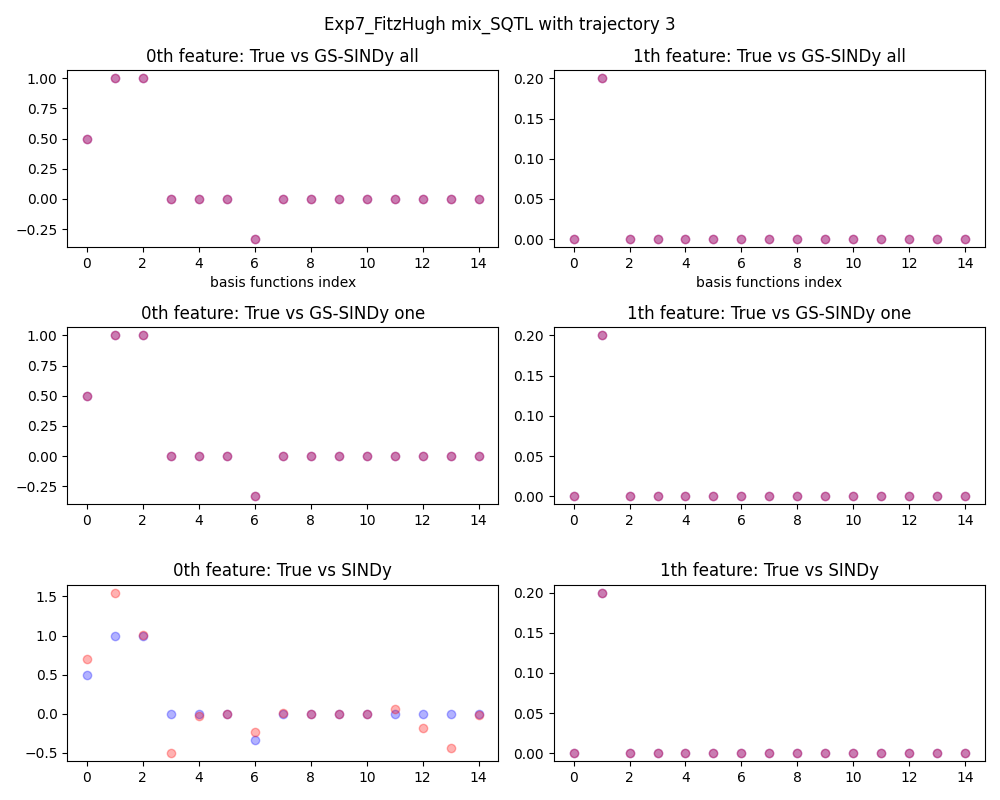 Exp7_FitzHugh mix_SQTL with trajectory 3
0th feature: True vs GS-SINDy all
1.00
0.75
0.50
0.25
0.00
−0.25
0 2 4 6 8 10 12 14
basis functions index
1th feature: True vs GS-SINDy all
0.20
0.15
0.10
0.05
0.00
0 2 4 6 8 10 12 14
basis functions index
0th feature: True vs GS-SINDy one
1.00
0.75
0.50
0.25
0.00
−0.25
0 2 4 6 8 10 12 14
1th feature: True vs GS-SINDy one
0.20
0.15
0.10
0.05
0.00
0 2 4 6 8 10 12 14
0th feature: True vs SINDy
1.5
1.0
0.5
0.0
−0.5
0 2 4 6 8 10 12 14
1th feature: True vs SINDy
0.20
0.15
0.10
0.05
0.00
0 2 4 6 8 10 12 14